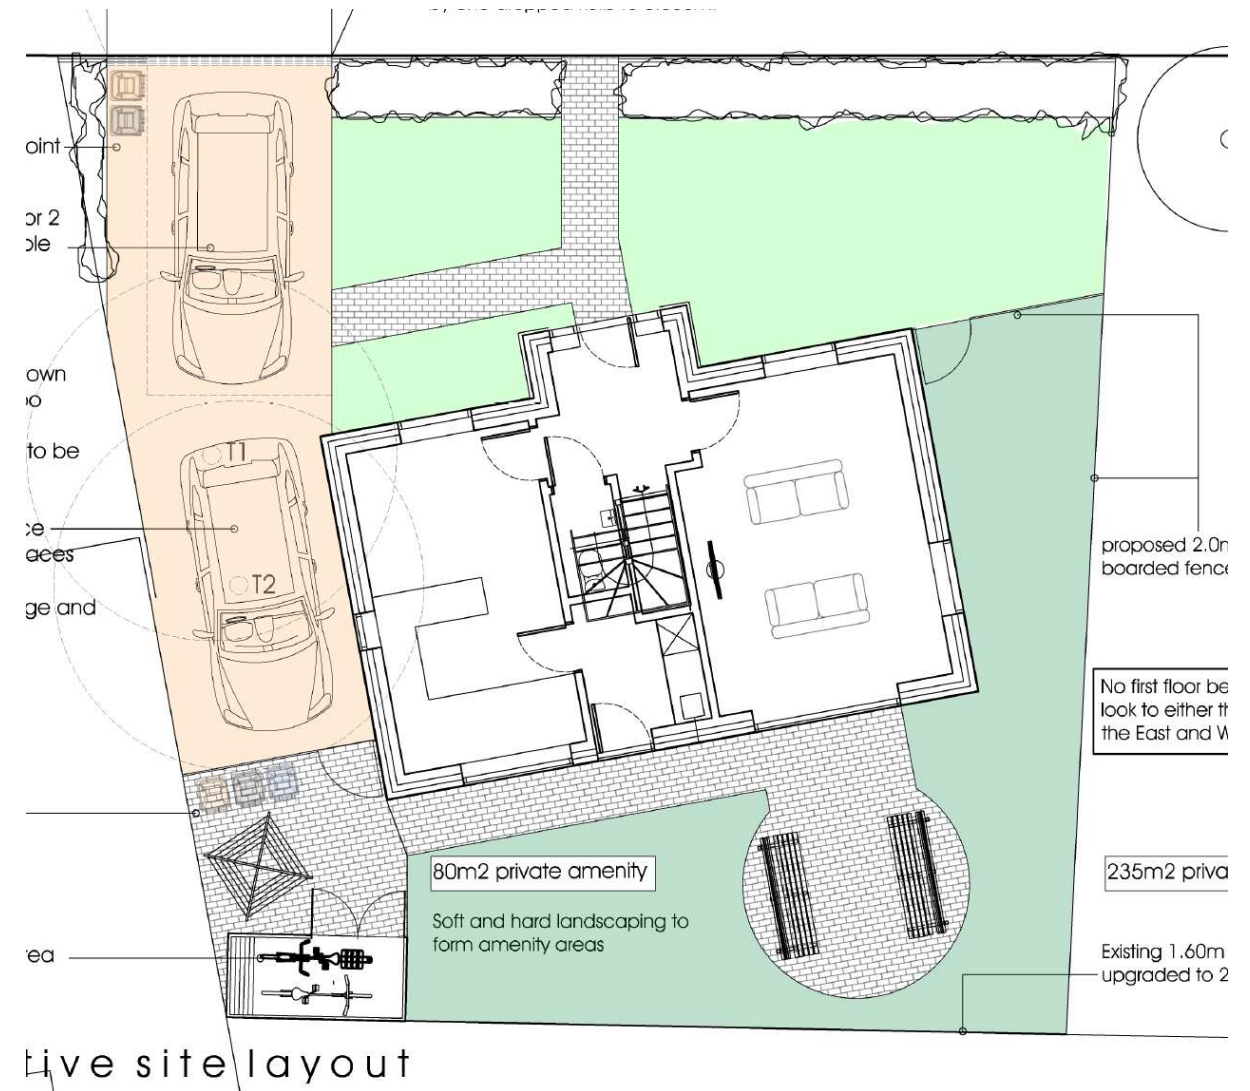 oint
or 2
ole
own
to be
T1
T2
aces
ge and
proposed 2.0m
boarded fence
No first floor be
look to either th
the East and W
80m2 private amenity
235m2 priva
Soft and hard landscaping to
form amenity areas
rea
Existing 1.60m
upgraded to 2
tive site layout